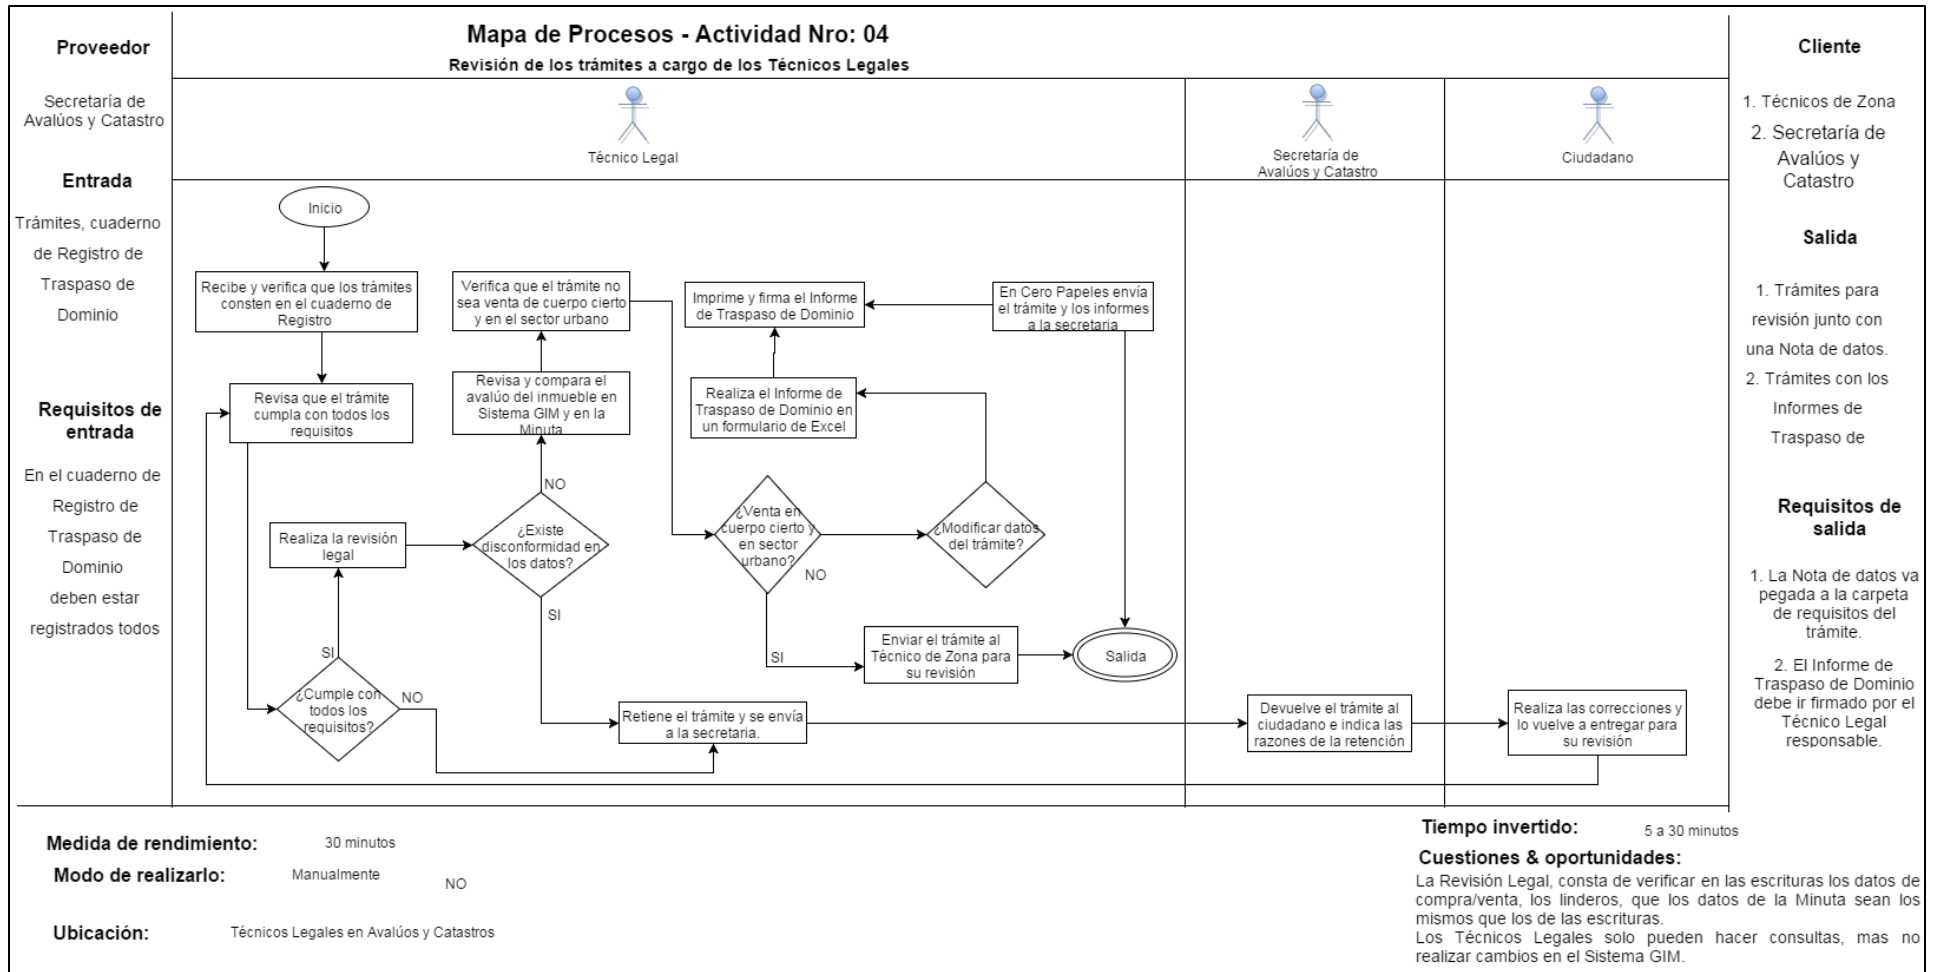 Mapa de Procesos - Actividad Nro: 04
Revisión de los trámites a cargo de los Técnicos Legales
Proveedor
Secretaría de
Avalúos y Catastro
Entrada
Trámites, cuaderno
de Registro de
Traspaso de
Dominio
Requisitos de
entrada
En el cuaderno de
Registro de
Traspaso de
Dominio
deben estar
registrados todos
Técnico Legal
Secretaría de
Avalúos y Catastro
Ciudadano
Inicio
Recibe y verifica que los trámites
consten en el cuaderno de
Registro
Revisa que el trámite
cumpla con todos los
requisitos
Realiza la revisión
legal
SI
¿Cumple con
todos los
requisitos?
NO
Verifica que el trámite no
sea venta de cuerpo cierto
y en el sector urbano
Revisa y compara el
avalúo del inmueble en
Sistema GIM y en la
Minuta
NO
¿Existe
disconformidad en
los datos?
SI
Imprime y firma el Informe
de Traspaso de Dominio
Realiza el Informe de
Traspaso de Dominio en
un formulario de Excel
¿Venta en
cuerpo cierto y
en sector
urbano?
NO
SI
En Cero Papeles envía
el trámite y los informes
a la secretaria
¿Modificar datos
del trámite?
Enviar el trámite al
Técnico de Zona para
su revisión
Salida
Retiene el trámite y se envía
a la secretaria.
Devuelve el trámite al
ciudadano e indica las
razones de la retención
Realiza las correcciones y
lo vuelve a entregar para
su revisión
Cliente
1. Técnicos de Zona
2. Secretaría de
Avalúos y
Catastro
Salida
1. Trámites para
revisión junto con
una Nota de datos.
2. Trámites con los
Informes de
Traspaso de
Requisitos de
salida
1. La Nota de datos va
pegada a la carpeta
de requisitos del
trámite.
2. El Informe de
Traspaso de Dominio
debe ir firmado por el
Técnico Legal
responsable.
Medida de rendimiento: 30 minutos
Modo de realizarlo: Manualmente NO
Ubicación: Técnicos Legales en Avalúos y Catastros
Tiempo invertido: 5 a 30 minutos
Cuestiones & oportunidades:
La Revisión Legal, consta de verificar en las escrituras los datos de
compra/venta, los linderos, que los datos de la Minuta sean los
mismos que los de las escrituras.
Los Técnicos Legales solo pueden hacer consultas, mas no
realizar cambios en el Sistema GIM.